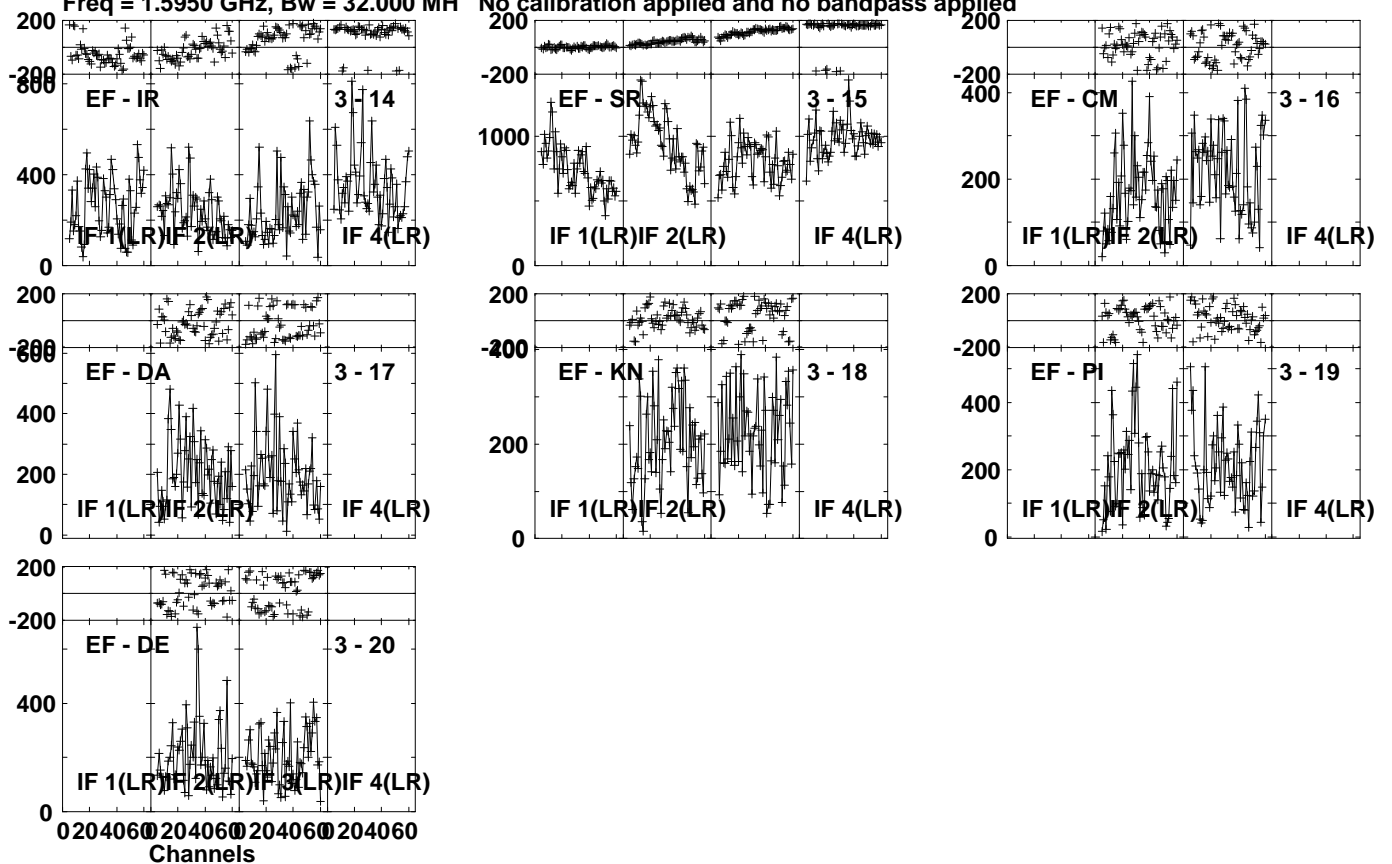 Freq = 1.5950 GHz, Bw = 32.000 MH No calibration applied and no bandpass applied
200
-200
800
400
0
EF - IR
3 - 14
IF 1(LR) IF 2(LR) IF 4(LR)
200
-200
1000
0
EF - SR
3 - 15
IF 1(LR) IF 2(LR) IF 4(LR)
200
-200
400
200
0
EF - CM
3 - 16
IF 1(LR) IF 2(LR) IF 4(LR)
200
-200
600
400
200
0
EF - DA
3 - 17
IF 1(LR) IF 2(LR) IF 4(LR)
200
-200
400
200
0
EF - KN
3 - 18
IF 1(LR) IF 2(LR) IF 4(LR)
200
-200
400
200
0
EF - PI
3 - 19
IF 1(LR) IF 2(LR) IF 4(LR)
200
-200
400
0
EF - DE
3 - 20
IF 1(LR) IF 2(LR) IF 3(LR) IF 4(LR)
0 20 40 60 0 20 40 60 0 20 40 60 0 20 40 60
Channels